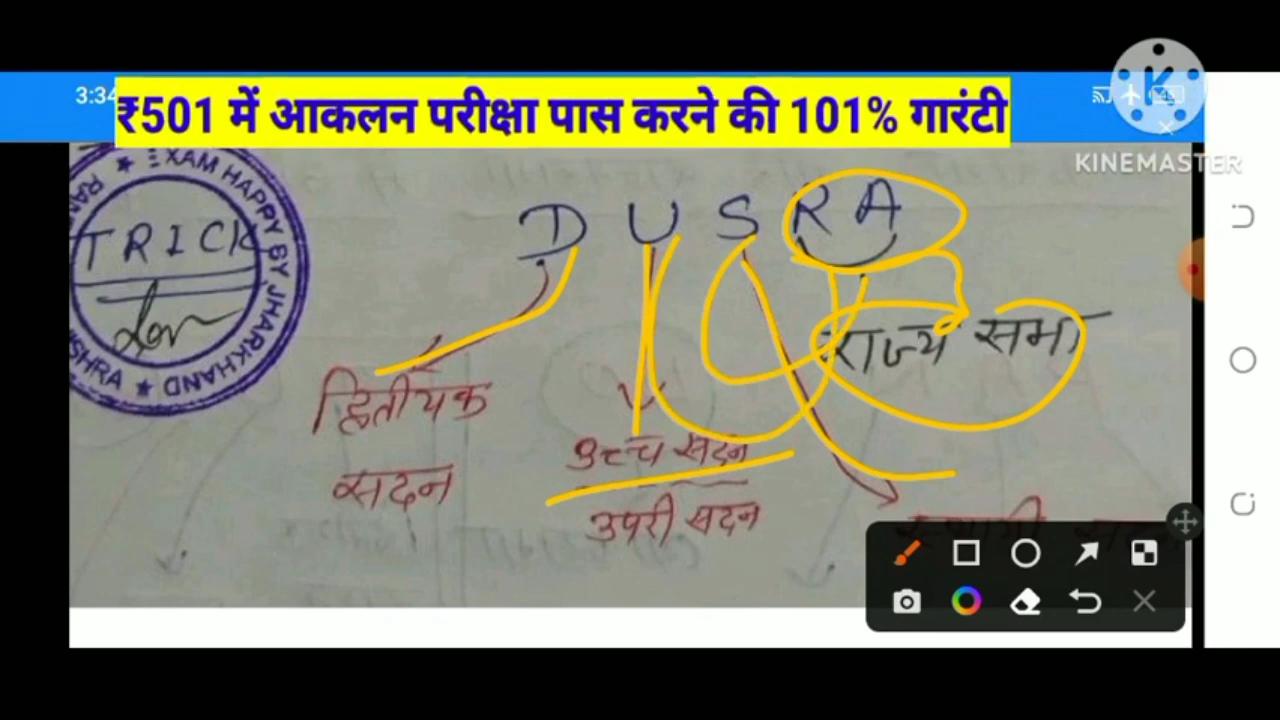 3:34
₹501 में आकलन परीक्षा पास करने की 101% गारंटी
KINEMASTER
EXAM HAPPY BY JHARKHAND
TRICK
D U S R A
राज्य सभा
द्वितीयक
सदन
उच्च सदन
उपरी सदन